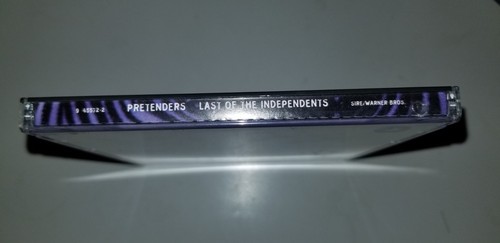 9 45572-2 PRETENDERS LAST OF THE INDEPENDENTS SIRE/WARNER BROS.